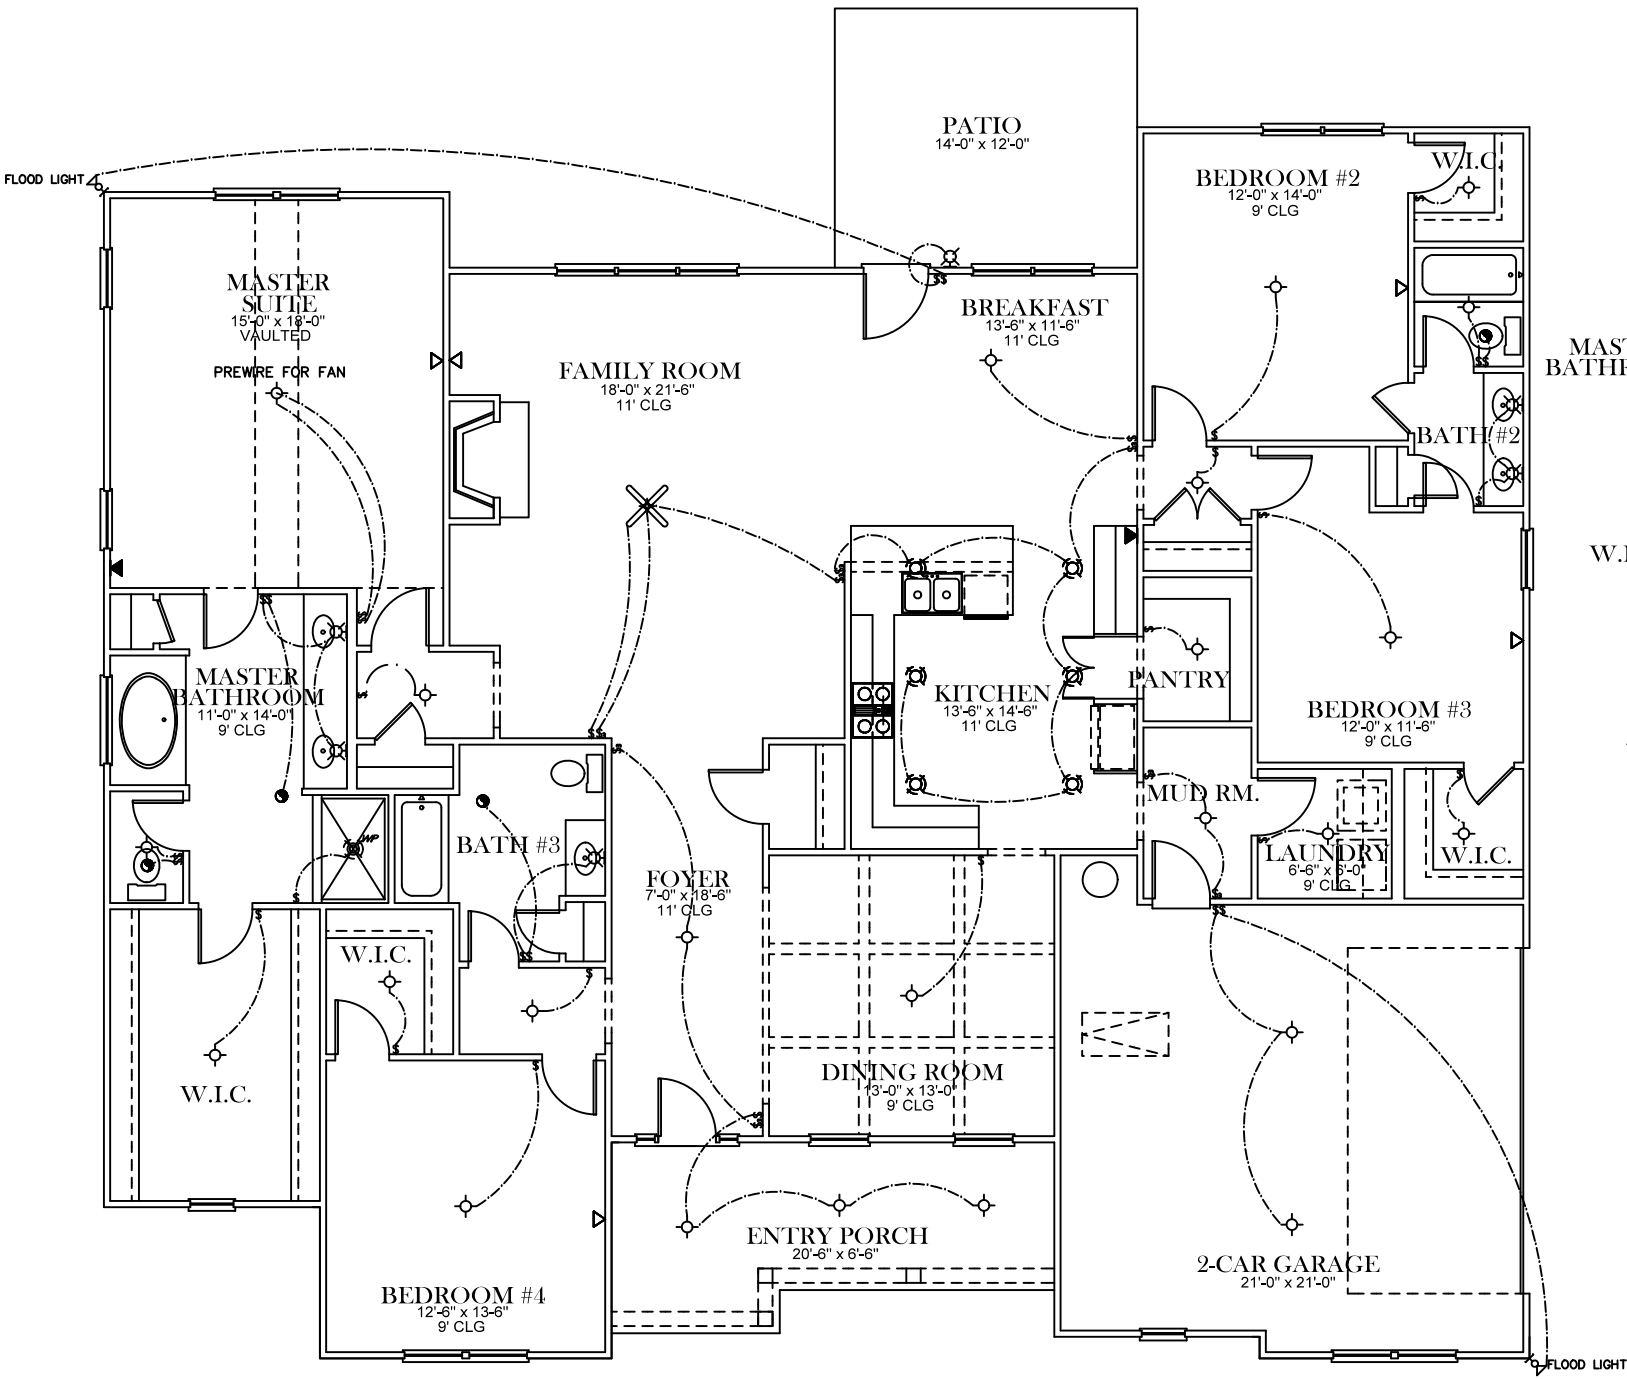 PATIO
14'-0" x 12'-0"
W.I.C.
FLOOD LIGHT
BEDROOM #2
12'-0" x 14'-0"
9' CLG
MASTER
SUITE
15'-0" x 18'-0"
VAULTED
PREWIRE FOR FAN
BREAKFAST
13'-6" x 11'-6"
11' CLG
FAMILY ROOM
18'-0" x 21'-6"
11' CLG
MAS
BATH
BATH #2
W.I
MASTER
BATHROOM
11'-0" x 14'-0"
9' CLG
KITCHEN
13'-6" x 14'-6"
11' CLG
PANTRY
BEDROOM #3
12'-0" x 11'-6"
9' CLG
MUD RM.
WP
BATH #3
LAUNDRY
6'-6" x 6'-0"
9' CLG
W.I.C.
FOYER
7'-0" x 18'-6"
11' CLG
W.I.C.
DINING ROOM
13'-0" x 13'-0"
9' CLG
W.I.C.
ENTRY PORCH
20'-6" x 6'-6"
2-CAR GARAGE
21'-0" x 21'-0"
BEDROOM #4
12'-6" x 13'-6"
9' CLG
FLOOD LIGHT